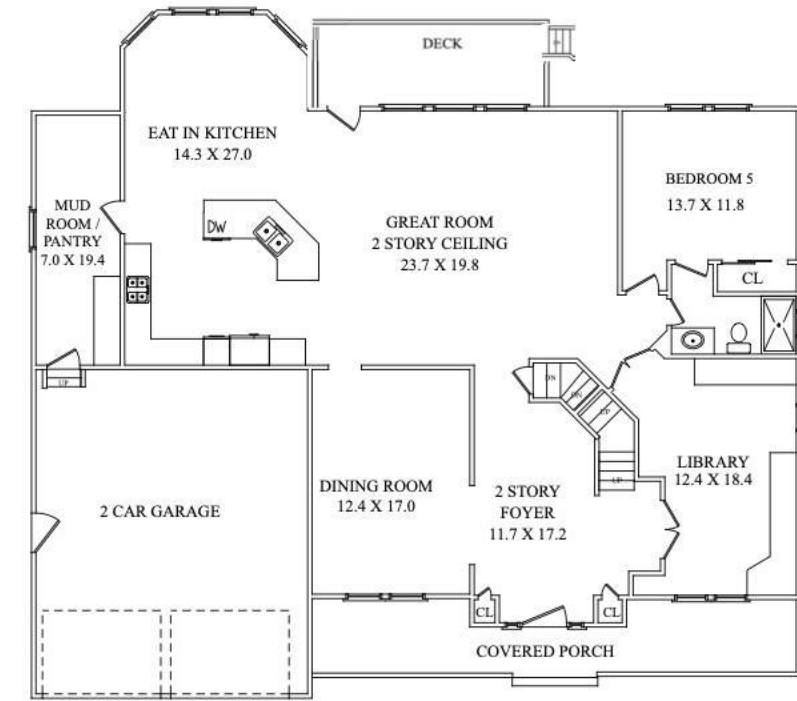 DECK
EAT IN KITCHEN
14.3 X 27.0
BEDROOM 5
13.7 X 11.8
MUD
ROOM /
PANTRY
7.0 X 19.4
DW
GREAT ROOM
2 STORY CEILING
23.7 X 19.8
CL
UP
DN
DN
UP
UP
DINING ROOM
12.4 X 17.0
2 STORY
FOYER
11.7 X 17.2
LIBRARY
12.4 X 18.4
2 CAR GARAGE
CL
CL
COVERED PORCH